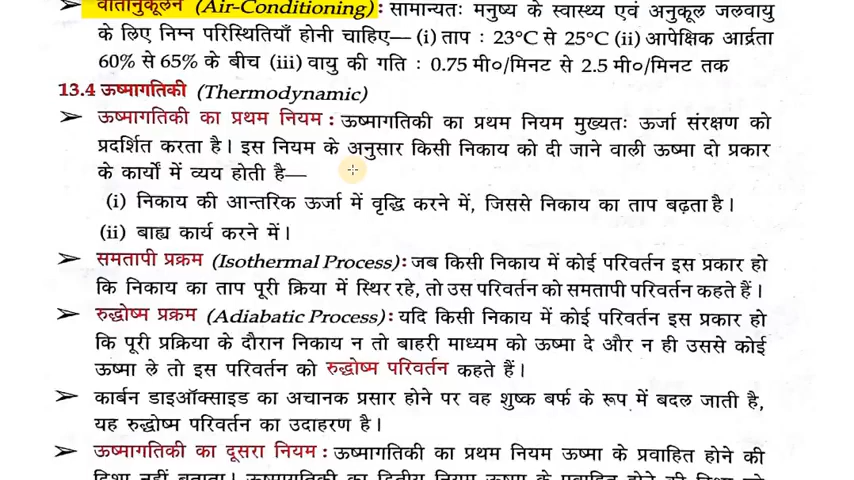 ➢ वातानुकूलन (Air-Conditioning) : सामान्यतः मनुष्य के स्वास्थ्य एवं अनुकूल जलवायु
के लिए निम्न परिस्थितियाँ होनी चाहिए— (i) ताप : 23°C से 25°C (ii) आपेक्षिक आर्द्रता
60% से 65% के बीच (iii) वायु की गति : 0.75 मी०/मिनट से 2.5 मी०/मिनट तक
13.4 ऊष्मागतिकी (Thermodynamic)
➢ ऊष्मागतिकी का प्रथम नियम : ऊष्मागतिकी का प्रथम नियम मुख्यतः ऊर्जा संरक्षण को
प्रदर्शित करता है। इस नियम के अनुसार किसी निकाय को दी जाने वाली ऊष्मा दो प्रकार
के कार्यों में व्यय होती है—
(i) निकाय की आन्तरिक ऊर्जा में वृद्धि करने में, जिससे निकाय का ताप बढ़ता है।
(ii) बाह्य कार्य करने में।
➢ समतापी प्रक्रम (Isothermal Process) : जब किसी निकाय में कोई परिवर्तन इस प्रकार हो
कि निकाय का ताप पूरी क्रिया में स्थिर रहे, तो उस परिवर्तन को समतापी परिवर्तन कहते हैं।
➢ रुद्धोष्म प्रक्रम (Adiabatic Process) : यदि किसी निकाय में कोई परिवर्तन इस प्रकार हो
कि पूरी प्रक्रिया के दौरान निकाय न तो बाहरी माध्यम को ऊष्मा दे और न ही उससे कोई
ऊष्मा ले तो इस परिवर्तन को रुद्धोष्म परिवर्तन कहते हैं।
➢ कार्बन डाइऑक्साइड का अचानक प्रसार होने पर वह शुष्क बर्फ के रूप में बदल जाती है,
यह रुद्धोष्म परिवर्तन का उदाहरण है।
➢ ऊष्मागतिकी का दूसरा नियम : ऊष्मागतिकी का प्रथम नियम ऊष्मा के प्रवाहित होने की
दिशा नहीं बताता। ऊष्मागतिकी का द्वितीय नियम ऊष्मा के प्रवाहित होने की